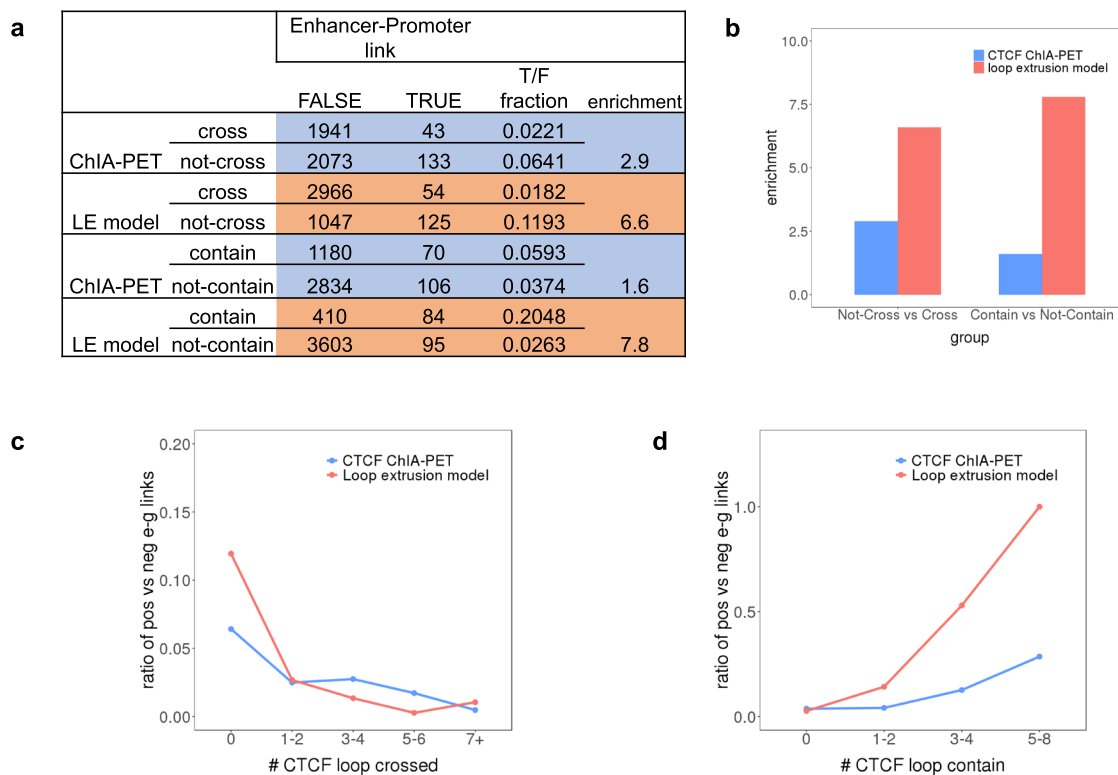 a
Enhancer-Promoter
link
FALSE TRUE T/F fraction enrichment
cross 1941 43 0.0221
ChIA-PET not-cross 2073 133 0.0641 2.9
cross 2966 54 0.0182
LE model not-cross 1047 125 0.1193 6.6
contain 1180 70 0.0593
ChIA-PET not-contain 2834 106 0.0374 1.6
contain 410 84 0.2048
LE model not-contain 3603 95 0.0263 7.8
b
enrichment
10.0
7.5
5.0
2.5
0.0
CTCF ChIA-PET
loop extrusion model
Not-Cross vs Cross Contain vs Not-Contain
group
c
ratio of pos vs neg e-g links
0.20
0.15
0.10
0.05
0.00
CTCF ChIA-PET
Loop extrusion model
0 1-2 3-4 5-6 7+
# CTCF loop crossed
d
ratio of pos vs neg e-g links
1.0
0.5
0.0
CTCF ChIA-PET
Loop extrusion model
0 1-2 3-4 5-8
# CTCF loop contain